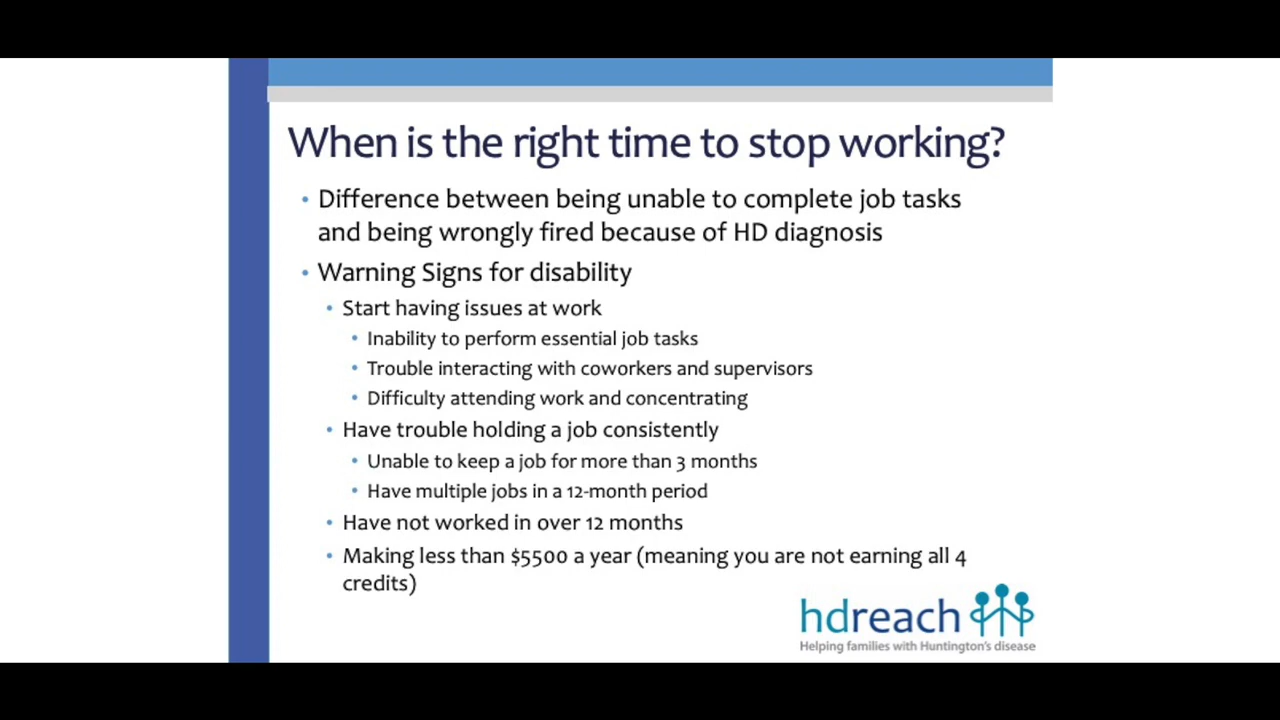 When is the right time to stop working?
• Difference between being unable to complete job tasks
and being wrongly fired because of HD diagnosis
• Warning Signs for disability
• Start having issues at work
• Inability to perform essential job tasks
• Trouble interacting with coworkers and supervisors
• Difficulty attending work and concentrating
• Have trouble holding a job consistently
• Unable to keep a job for more than 3 months
• Have multiple jobs in a 12-month period
• Have not worked in over 12 months
• Making less than $5500 a year (meaning you are not earning all 4
credits)
hdreach
Helping families with Huntington's disease